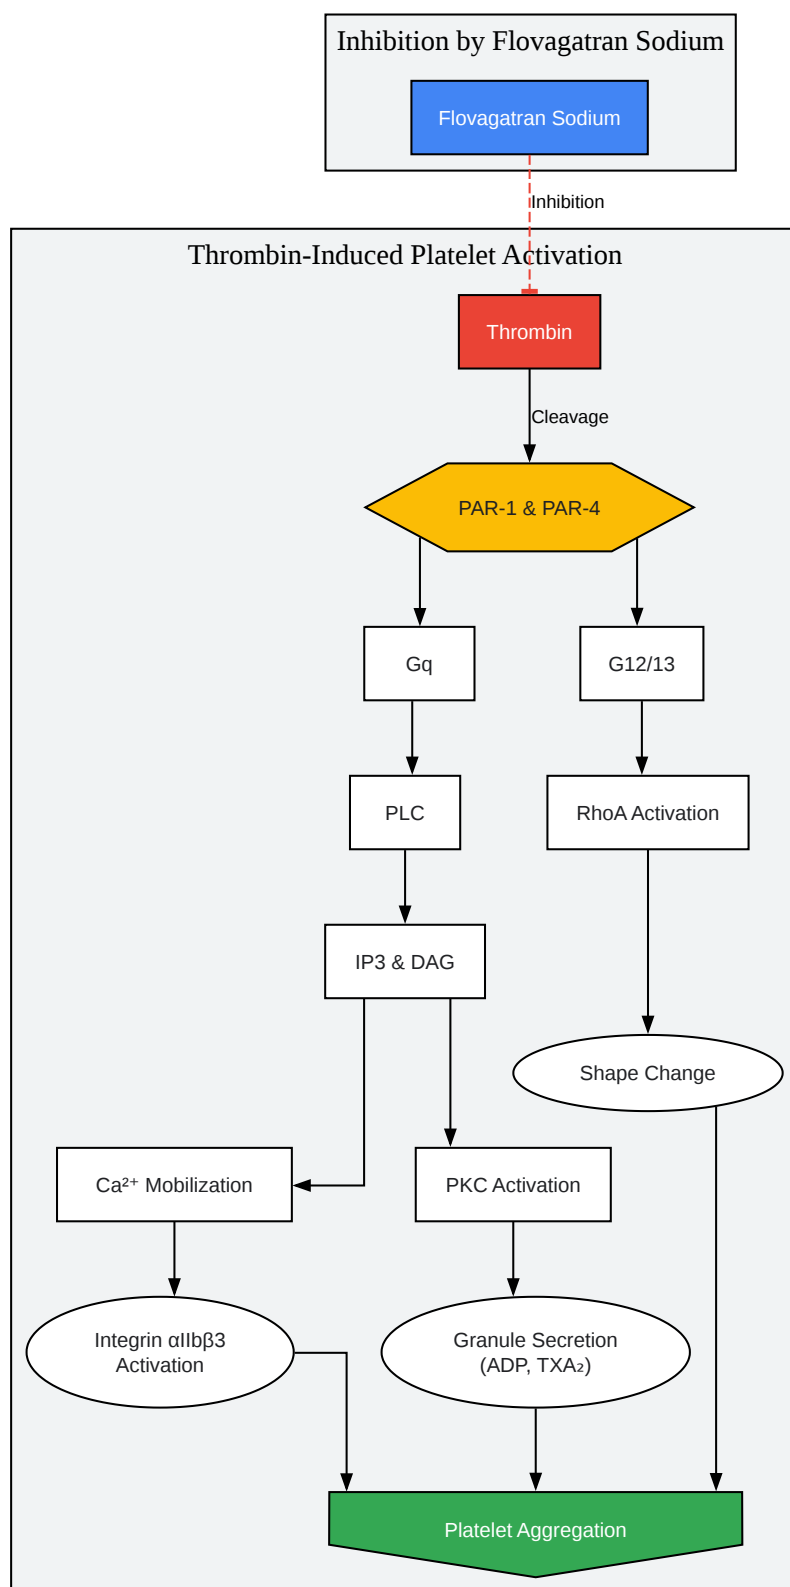 Inhibition by Flovagatran Sodium
Flovagatran Sodium
Inhibition
Thrombin-Induced Platelet Activation
Thrombin
Cleavage
PAR-1 & PAR-4
Gq
G12/13
PLC
RhoA Activation
IP3 & DAG
Shape Change
Ca²⁺ Mobilization
PKC Activation
Integrin αIIbβ3
Activation
Granule Secretion
(ADP, TXA₂)
Platelet Aggregation